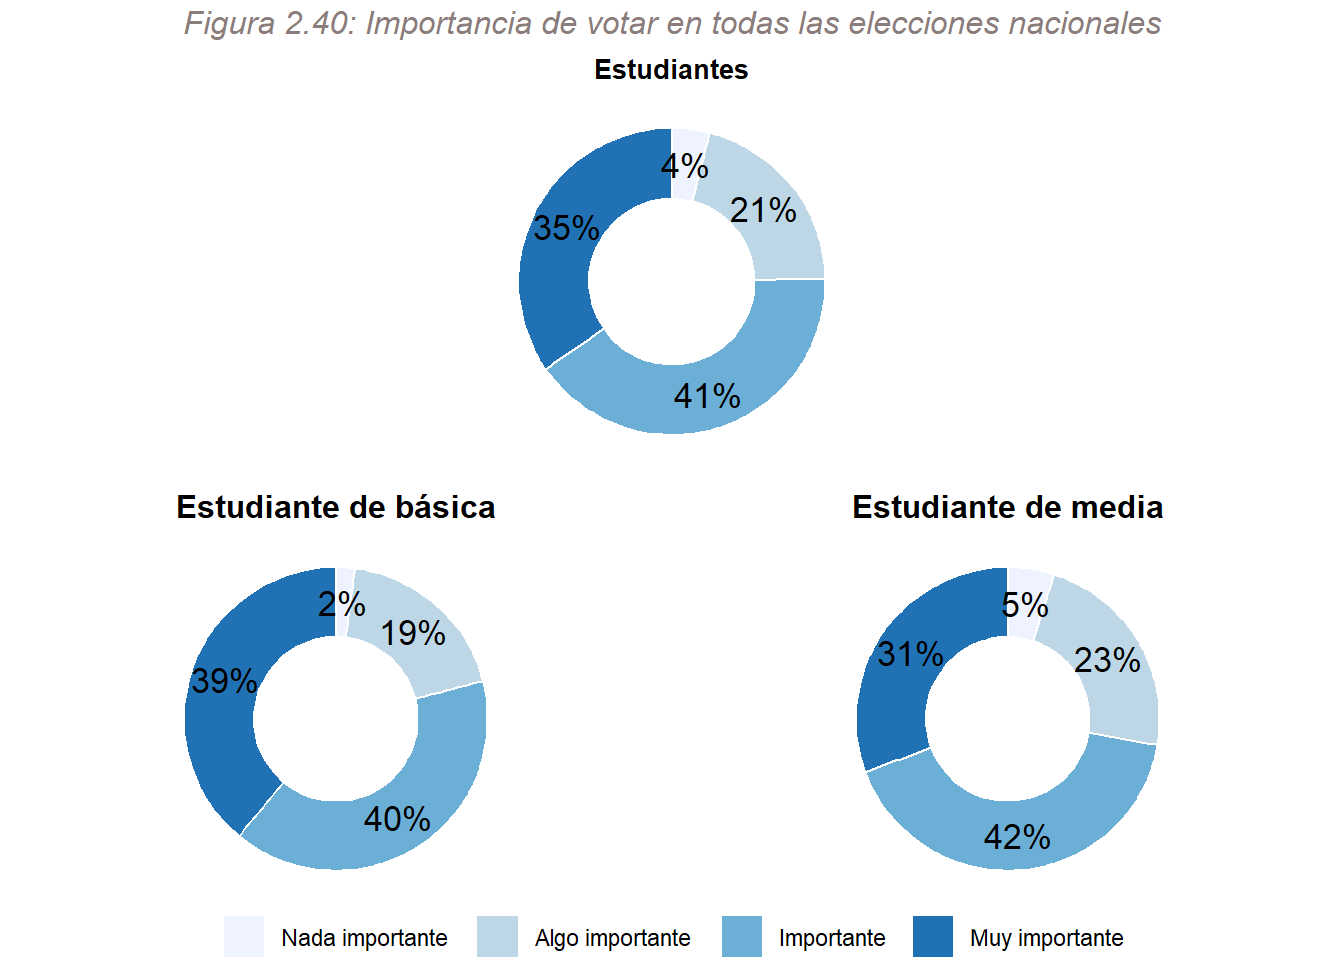 Figura 2.40: Importancia de votar en todas las elecciones nacionales
Estudiantes
4%
21%
35%
41%
Estudiante de básica
2%
19%
39%
40%
Estudiante de media
5%
23%
31%
42%
Nada importante
Algo importante
Importante
Muy importante